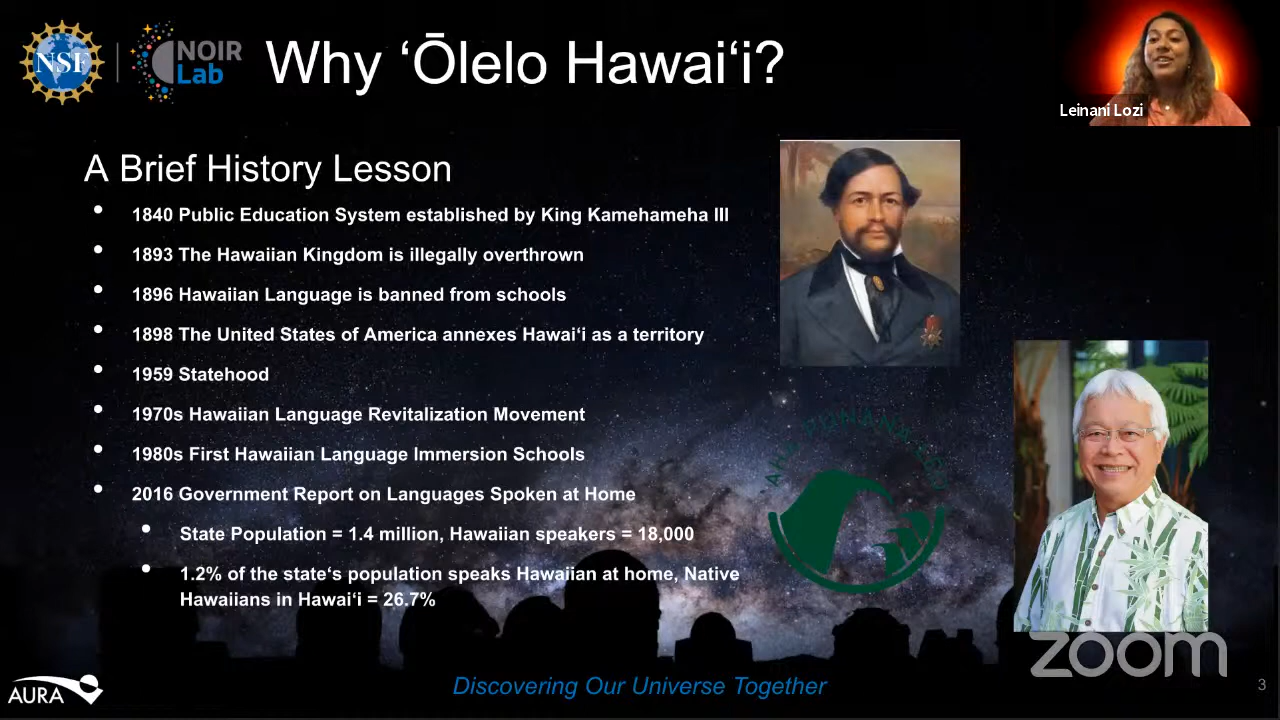 NSF
NOIR
Lab
Why ʻŌlelo Hawaiʻi?
Leinani Lozi
A Brief History Lesson
1840 Public Education System established by King Kamehameha III
1893 The Hawaiian Kingdom is illegally overthrown
1896 Hawaiian Language is banned from schools
1898 The United States of America annexes Hawaiʻi as a territory
1959 Statehood
1970s Hawaiian Language Revitalization Movement
1980s First Hawaiian Language Immersion Schools
2016 Government Report on Languages Spoken at Home
State Population = 1.4 million, Hawaiian speakers = 18,000
1.2% of the stateʻs population speaks Hawaiian at home, Native
Hawaiians in Hawaiʻi = 26.7%
zoom
AURA
Discovering Our Universe Together
3